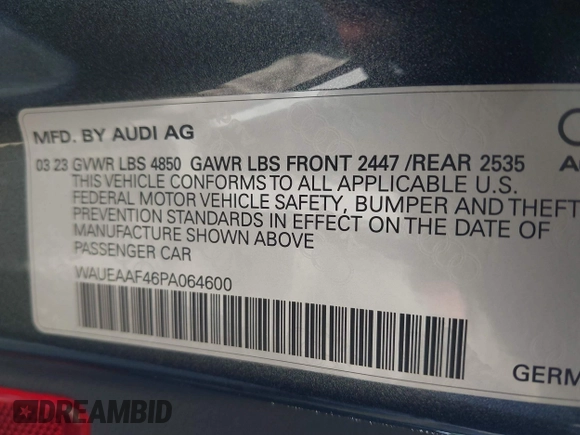 MFD. BY AUDI AG
03 23 GVWR LBS 4850 GAWR LBS FRONT 2447 /REAR 2535
THIS VEHICLE CONFORMS TO ALL APPLICABLE U.S.
FEDERAL MOTOR VEHICLE SAFETY, BUMPER AND THEFT
PREVENTION STANDARDS IN EFFECT ON THE DATE OF
MANUFACTURE SHOWN ABOVE
PASSENGER CAR
WAUEAAF46PA064600
GERM
DREAMBID